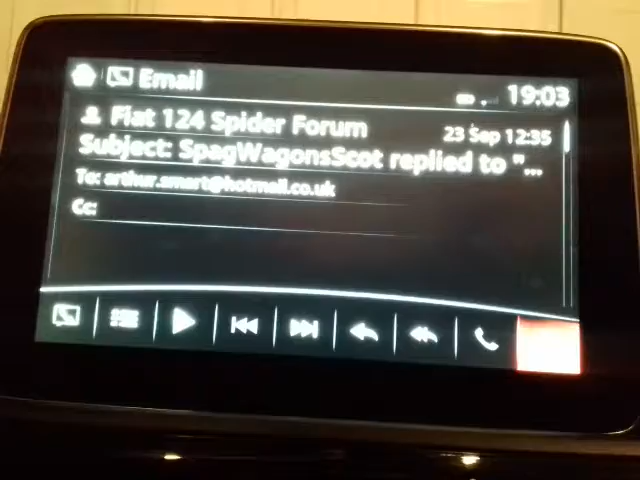 Email
19:03
Fiat 124 Spider Forum
23 Sep 12:35
Subject: SpagWagonsScot replied to "...
To: arthur.smart@hotmail.co.uk
Cc: